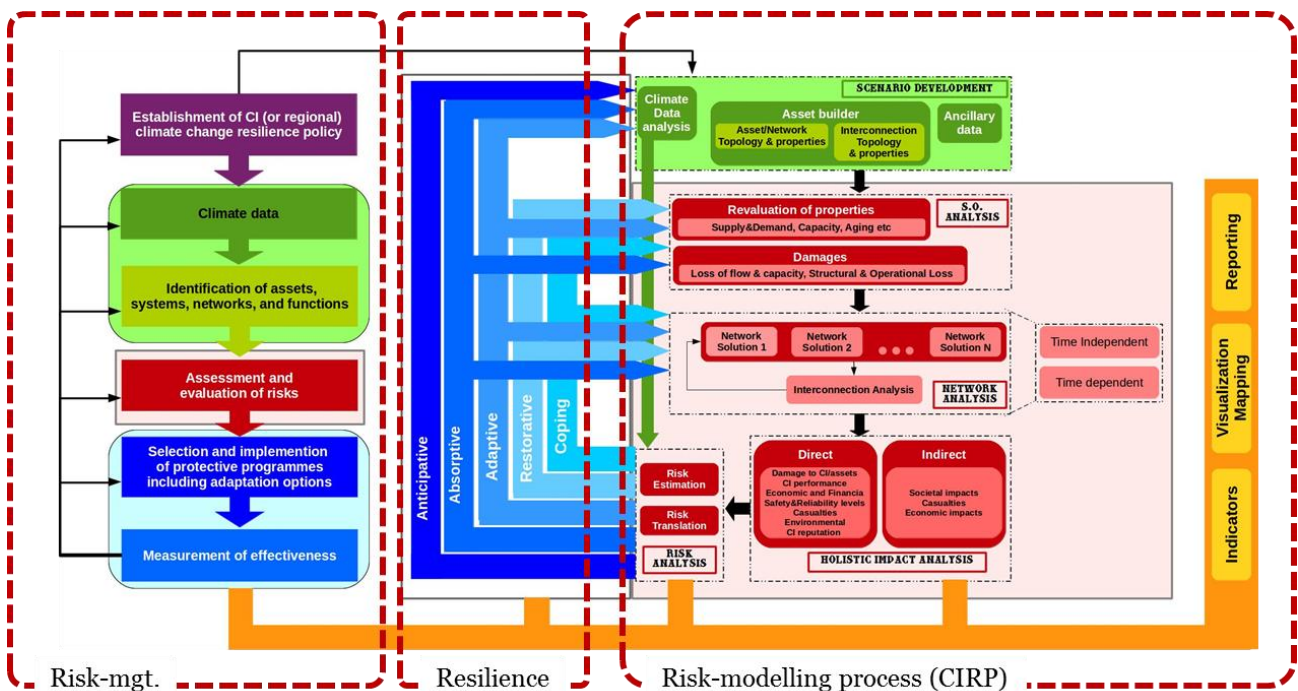 Establishment of CI (or regional)
climate change resilience policy
Climate data
Identification of assets,
systems, networks, and functions
Assessment and
evaluation of risks
Selection and implemention
of protective programmes
including adaptation options
Measurement of effectiveness
Risk-mgt.
Anticipative
Absorptive
Adaptive
Restorative
Coping
Resilience
SCENARIO DEVELOPMENT
Climate
Data
analysis
Asset builder
Asset/Network
Topology & properties
Interconnection
Topology
& properties
Ancillary
data
Revaluation of properties
Supply&Demand, Capacity, Aging etc
S.O.
ANALYSIS
Damages
Loss of flow & capacity, Structural & Operational Loss
Network
Solution 1
Network
Solution 2
Network
Solution N
Interconnection Analysis
NETWORK
ANALYSIS
Time Independent
Time dependent
Risk
Estimation
Risk
Translation
RISK
ANALYSIS
Direct
Damage to CI/assets
CI performance
Economic and Financia
Safety&Reliability levels
Casualties
Environmental
CI reputation
Indirect
Societal impacts
Casualties
Economic impacts
HOLISTIC IMPACT ANALYSIS
Reporting
Visualization
Mapping
Indicators
Risk-modelling process (CIRP)